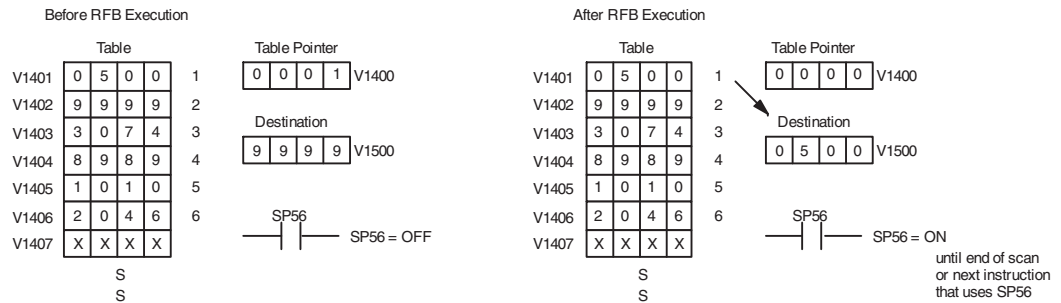 Before RFB Execution
Table
Table Pointer
V1401 0 5 0 0 1
0 0 0 1 V1400
V1402 9 9 9 9 2
Destination
V1403 3 0 7 4 3
9 9 9 9 V1500
V1404 8 9 8 9 4
V1405 1 0 1 0 5
V1406 2 0 4 6 6
SP56
SP56 = OFF
V1407 X X X X
S
S
After RFB Execution
Table
Table Pointer
V1401 0 5 0 0 1
0 0 0 0 V1400
V1402 9 9 9 9 2
Destination
V1403 3 0 7 4 3
0 5 0 0 V1500
V1404 8 9 8 9 4
V1405 1 0 1 0 5
V1406 2 0 4 6 6
SP56
SP56 = ON
V1407 X X X X
until end of scan
or next instruction
that uses SP56
S
S